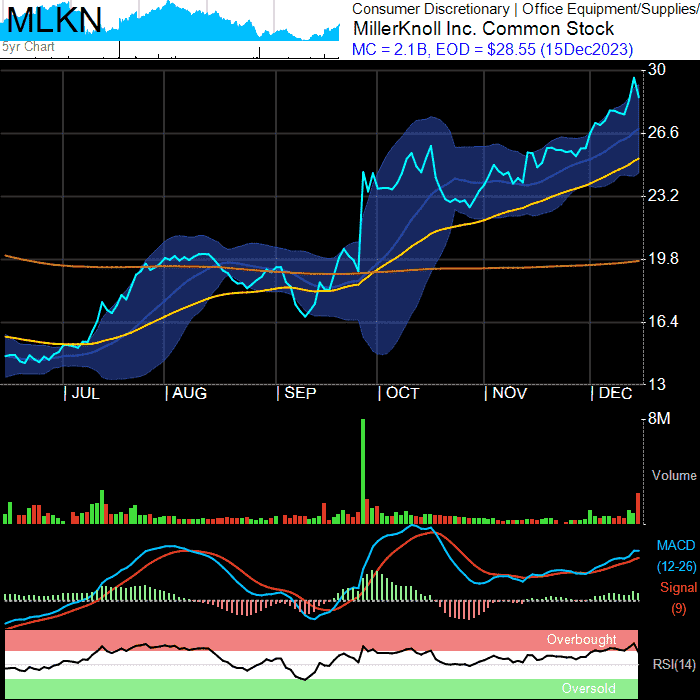 MLKN
5yr Chart
Consumer Discretionary | Office Equipment/Supplies/
MillerKnoll Inc. Common Stock
MC = 2.1B, EOD = $28.55 (15Dec2023)
30
26.6
23.2
19.8
16.4
13
| JUL | AUG | SEP | OCT | NOV | DEC
8M
Volume
MACD
(12-26)
Signal
(9)
Overbought
RSI(14)
Oversold